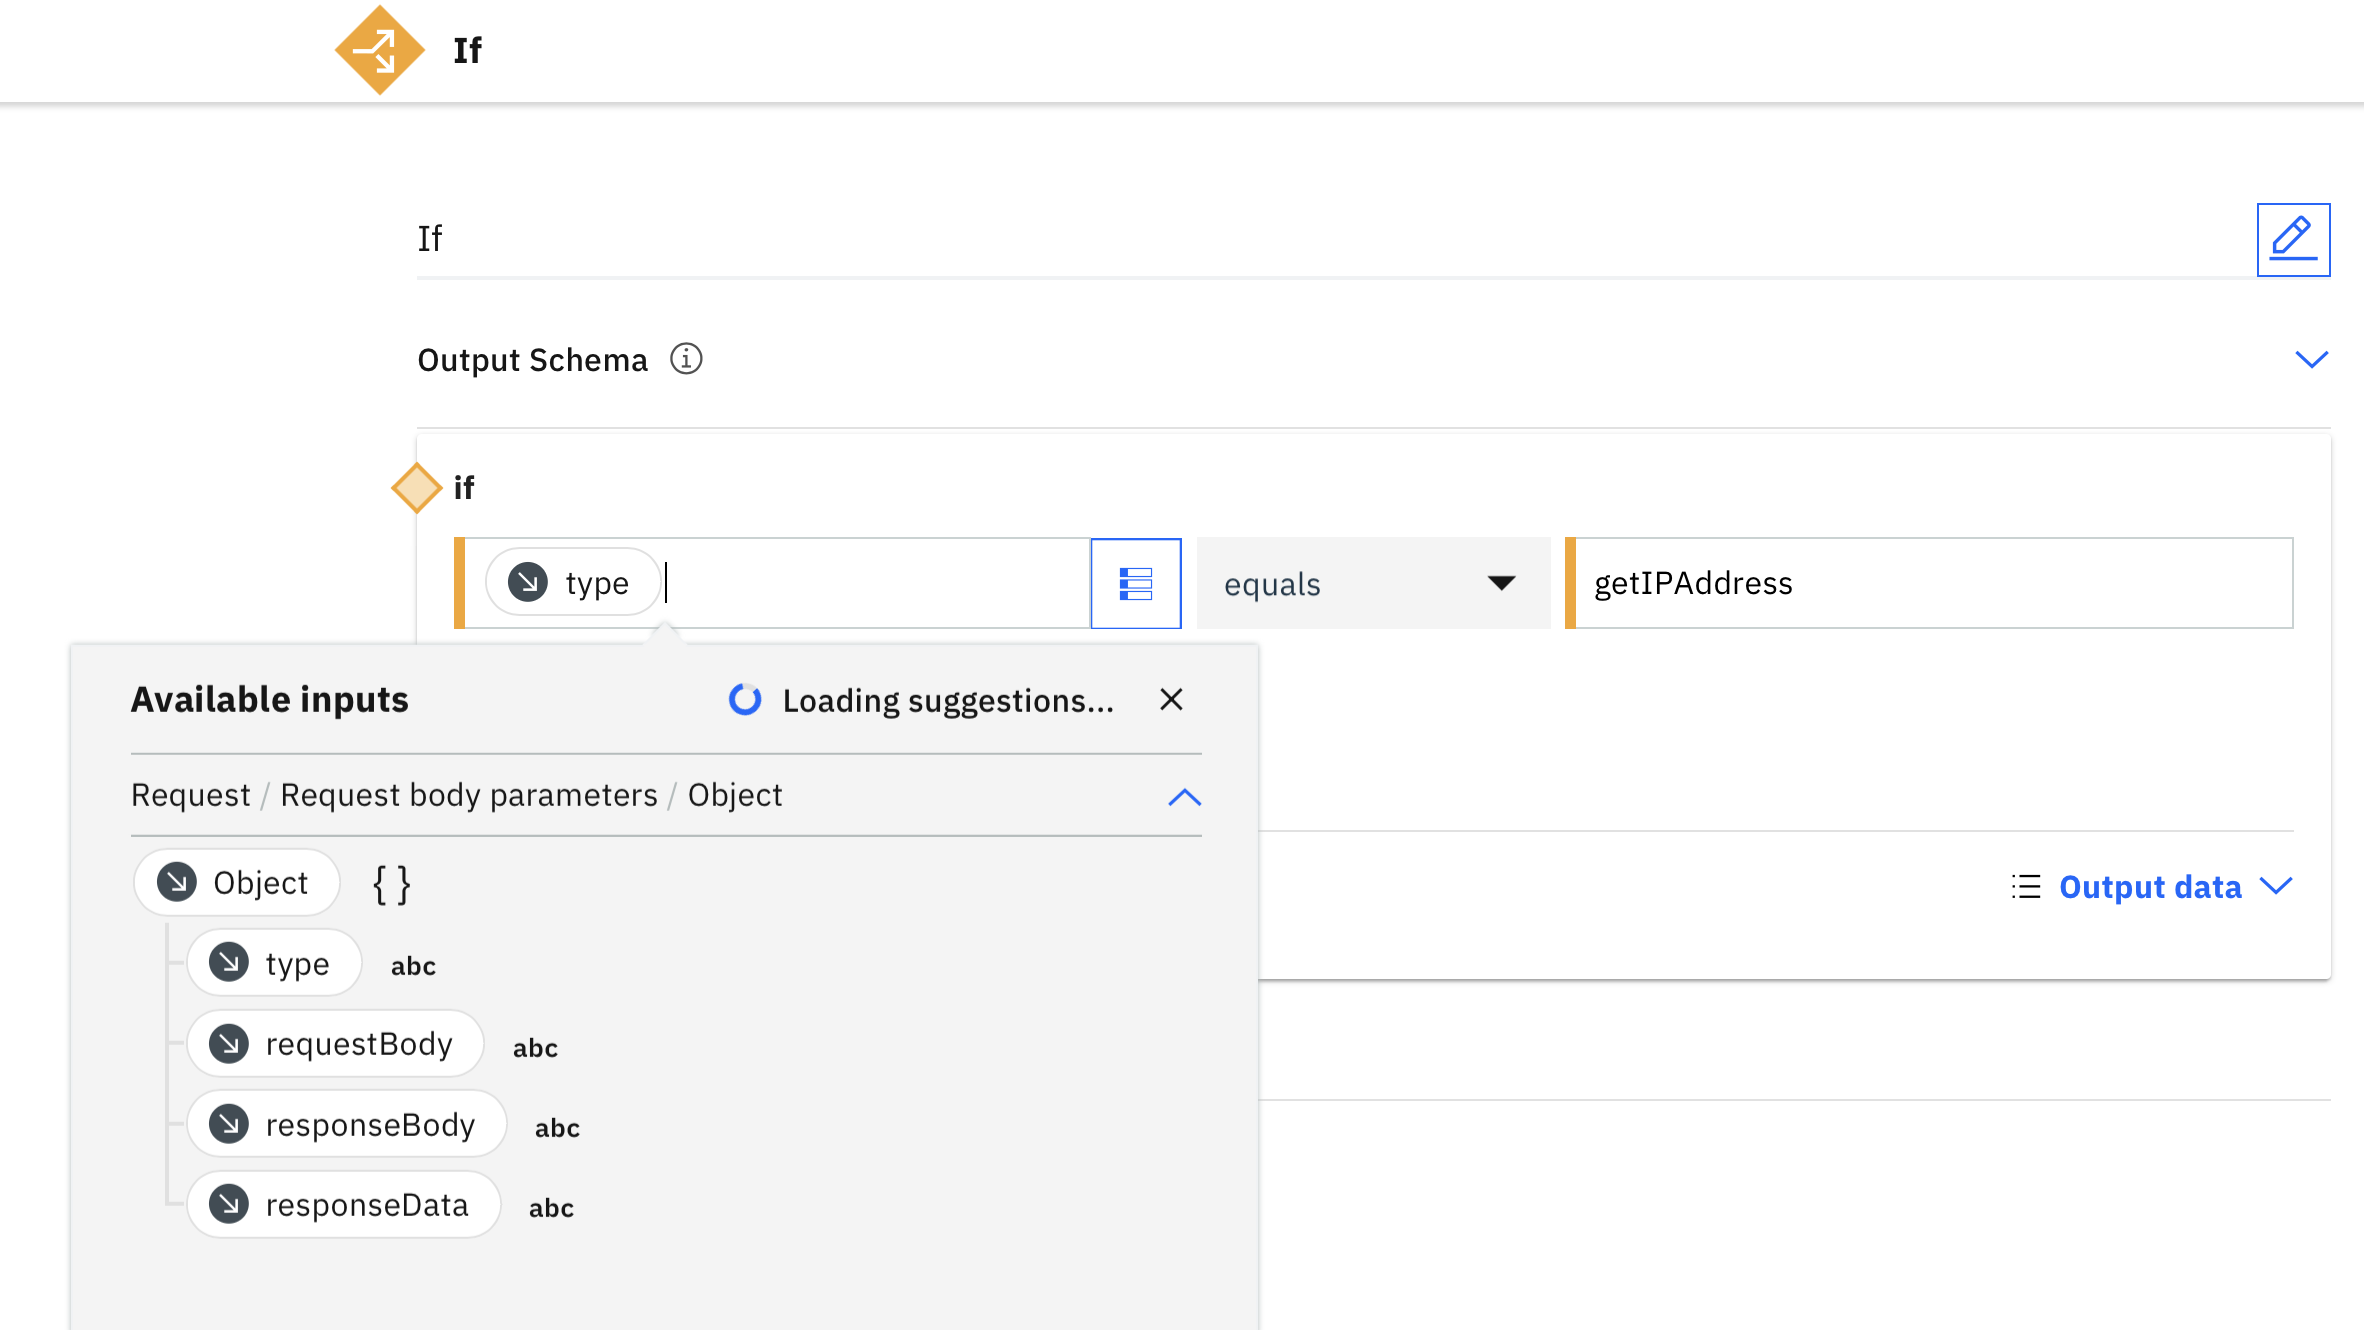 If
If
Output Schema
if
type equals getIPAddress
Available inputs Loading suggestions...
Request / Request body parameters / Object
Object { }
Output data
type abc
requestBody abc
responseBody abc
responseData abc